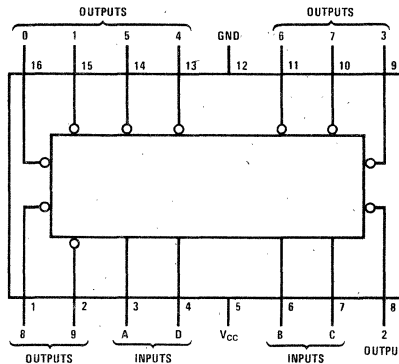 OUTPUTS OUTPUTS
0 1 5 4 GND 6 7 3
16 15 14 13 12 11 10 9
1 2 3 4 5 6 7 8
8 9 A D VCC B C 2
OUTPUTS INPUTS INPUTS OUTPU